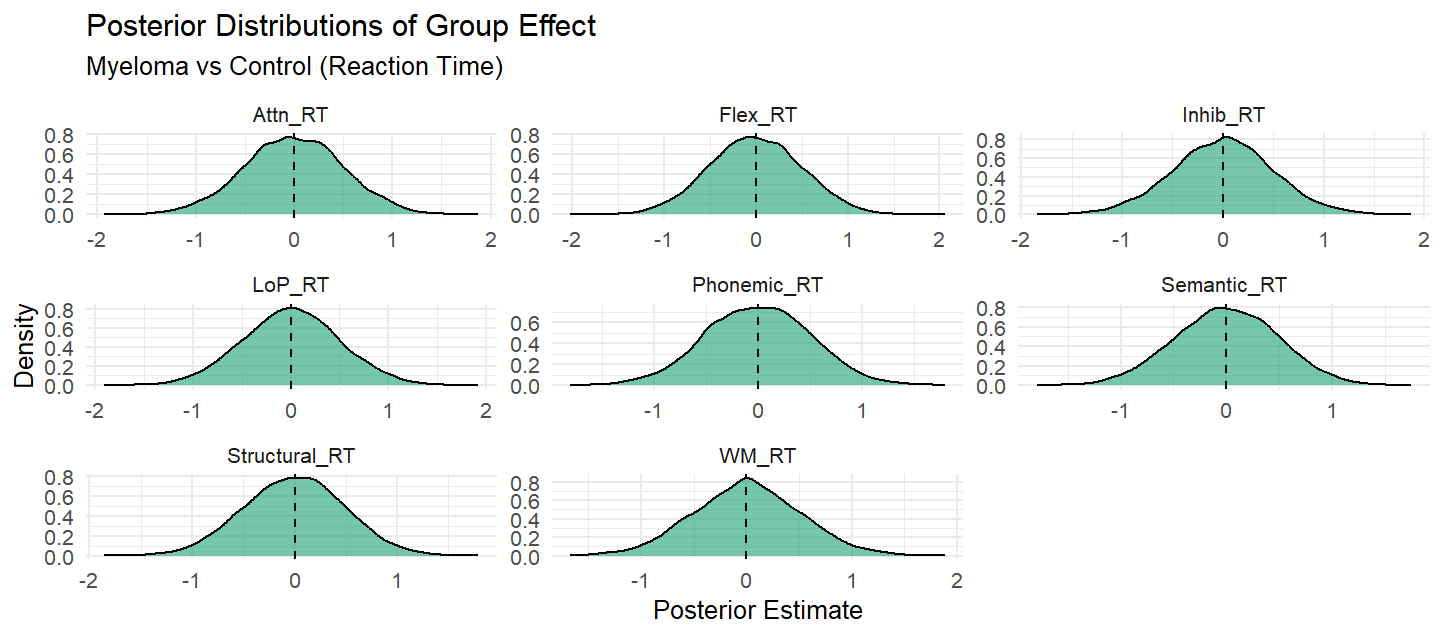 Posterior Distributions of Group Effect
Myeloma vs Control (Reaction Time)
Attn_RT
0.8
0.6
0.4
0.2
0.0
-2 -1 0 1 2
Flex_RT
0.8
0.6
0.4
0.2
0.0
-2 -1 0 1 2
Inhib_RT
0.8
0.6
0.4
0.2
0.0
-2 -1 0 1 2
Density
LoP_RT
0.8
0.6
0.4
0.2
0.0
-2 -1 0 1 2
Phonemic_RT
0.6
0.4
0.2
0.0
-1 0 1
Semantic_RT
0.8
0.6
0.4
0.2
0.0
-1 0 1
Structural_RT
0.8
0.6
0.4
0.2
0.0
-2 -1 0 1
WM_RT
0.8
0.6
0.4
0.2
0.0
-1 0 1 2
Posterior Estimate